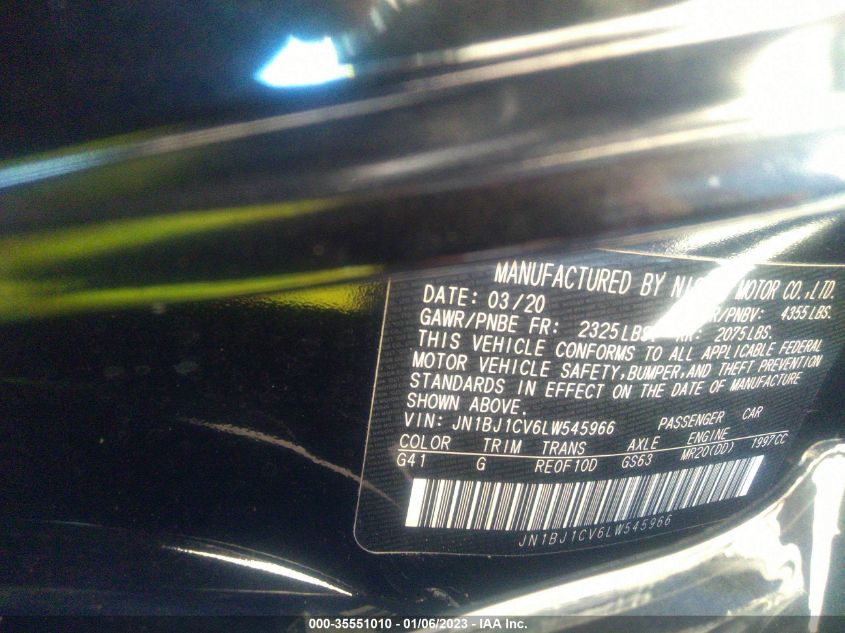 MANUFACTURED BY MOTOR CO.,LTD.
DATE: 03/20 4355LBS.
GAWR/PNBE FR: 2325LBS. RR: 2075LBS.
THIS VEHICLE CONFORMS TO ALL APPLICABLE FEDERAL
MOTOR VEHICLE SAFETY,BUMPER,AND THEFT PREVENTION
STANDARDS IN EFFECT ON THE DATE OF MANUFACTURE
SHOWN ABOVE.
VIN: JN1BJ1CV6LW545966 PASSENGER CAR
COLOR TRIM TRANS AXLE ENGINE
G41 G RE0F10D GS63 MR20(DD) 1997CC
JN1BJ1CV6LW545966
000-35551010 - 01/06/2023 - © IAA Inc.